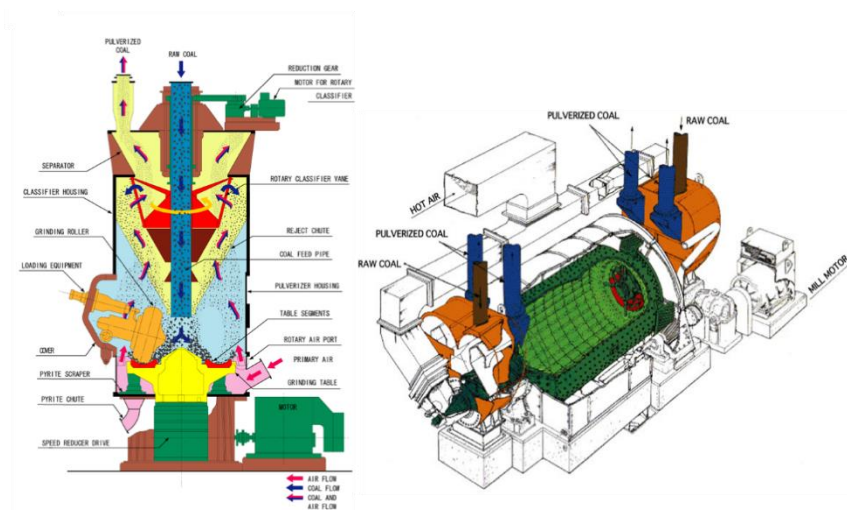 PULVERIZED
COAL
RAW COAL
REDUCTION GEAR
MOTOR FOR ROTARY
CLASSIFIER
SEPARATOR
CLASSIFIER HOUSING
GRINDING ROLLER
LOADING EQUIPMENT
COVER
PYRITE SCRAPER
PYRITE CHUTE
SPEED REDUCER DRIVE
ROTARY CLASSIFIER VANE
REJECT CHUTE
COAL FEED PIPE
PULVERIZER HOUSING
TABLE SEGMENTS
ROTARY AIR PORT
PRIMARY AIR
GRINDING TABLE
MOTOR
AIR FLOW
COAL FLOW
COAL AND
AIR FLOW
PULVERIZED COAL
RAW COAL
HOT AIR
PULVERIZED COAL
RAW COAL
MILL MOTOR